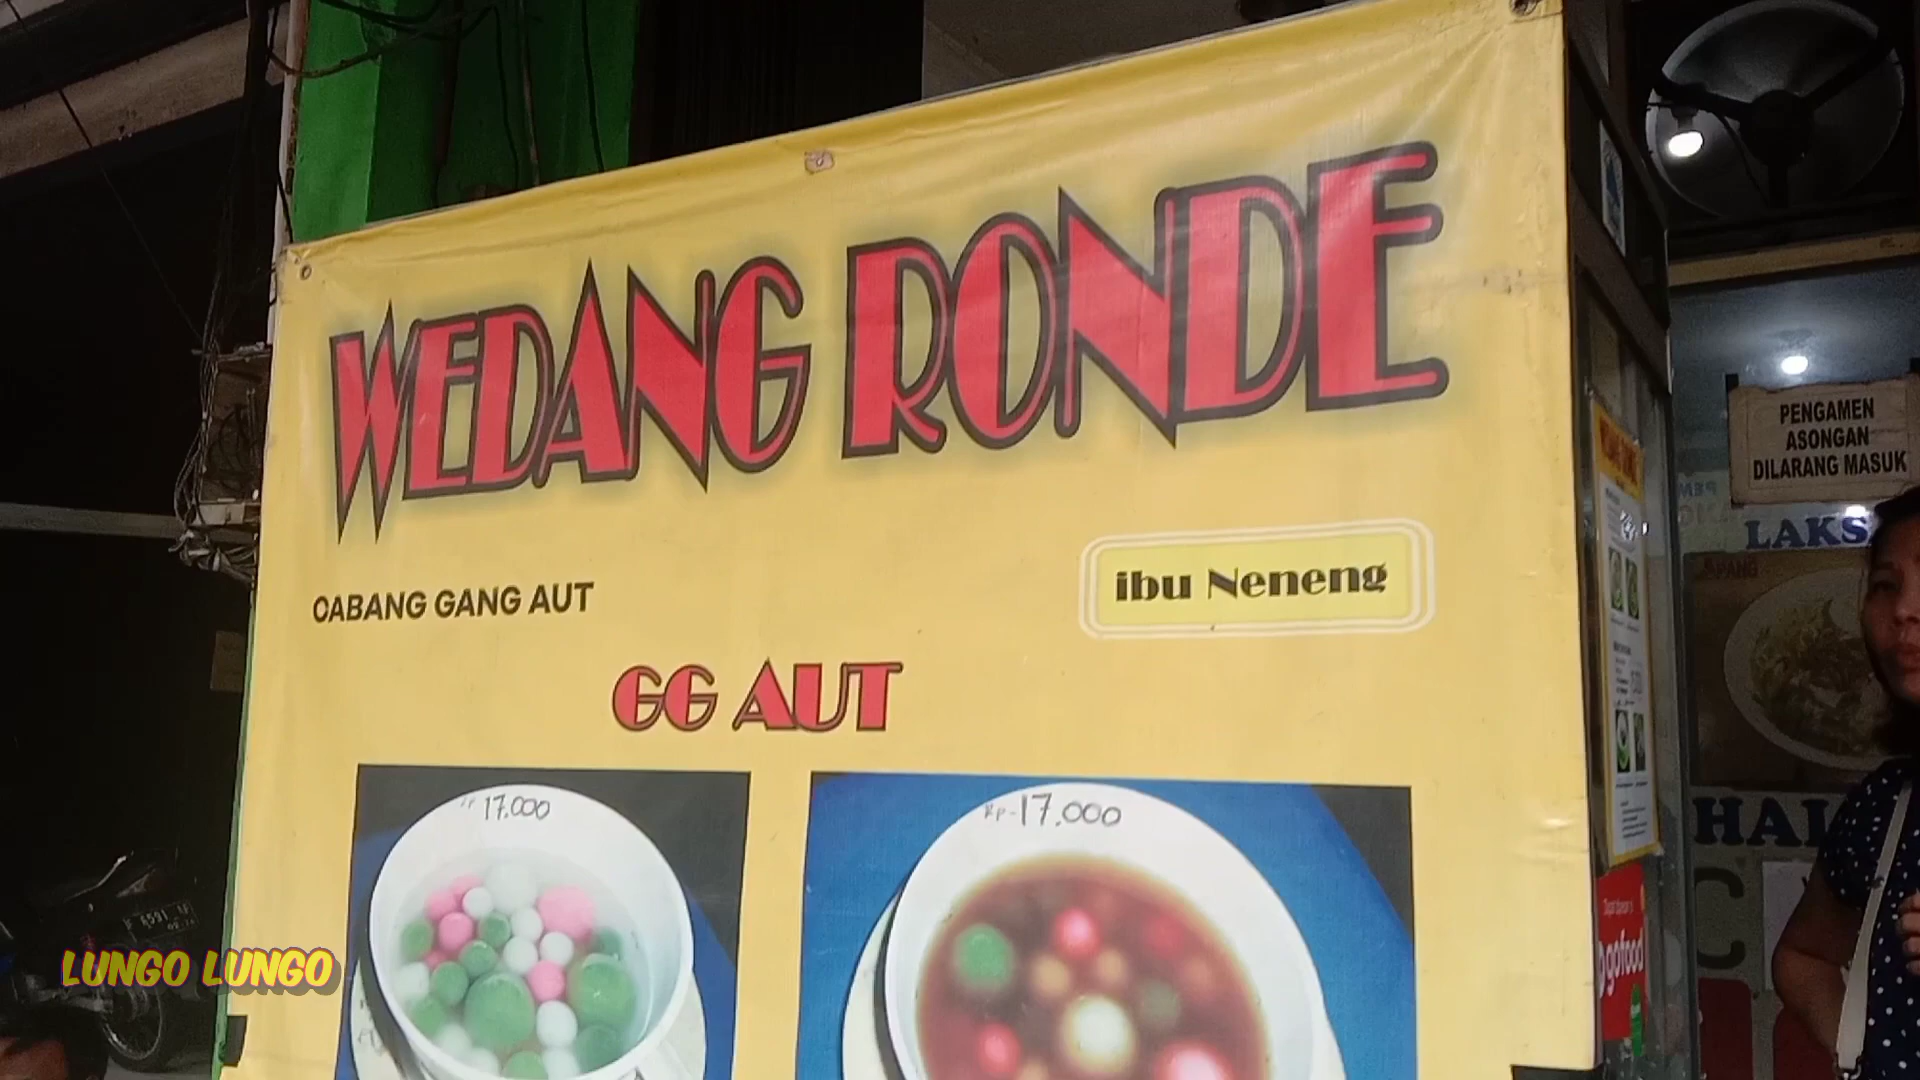 WEDANG RONDE
CABANG GANG AUT
ibu Neneng
GG AUT
17.000
Rp-17.000
PENGAMEN
ASONGAN
DILARANG MASUK
LAKS
gofood
LUNGO LUNGO